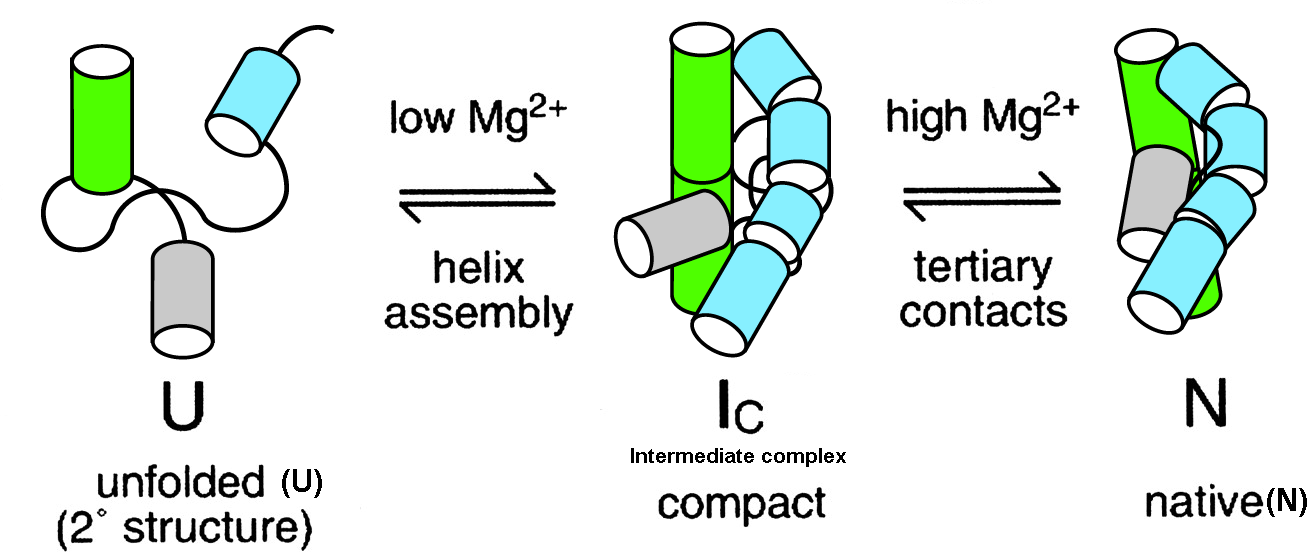 low Mg2+
helix
assembly
high Mg2+
tertiary
contacts
U
IC
N
Intermediate complex
unfolded (U)
(2° structure)
compact
native(N)